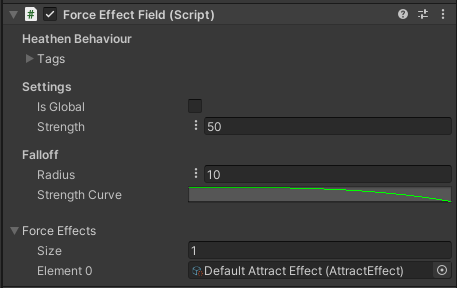 Force Effect Field (Script)
Heathen Behaviour
Tags
Settings
Is Global
Strength 50
Falloff
Radius 10
Strength Curve
Force Effects
Size 1
Element 0 Default Attract Effect (AttractEffect)